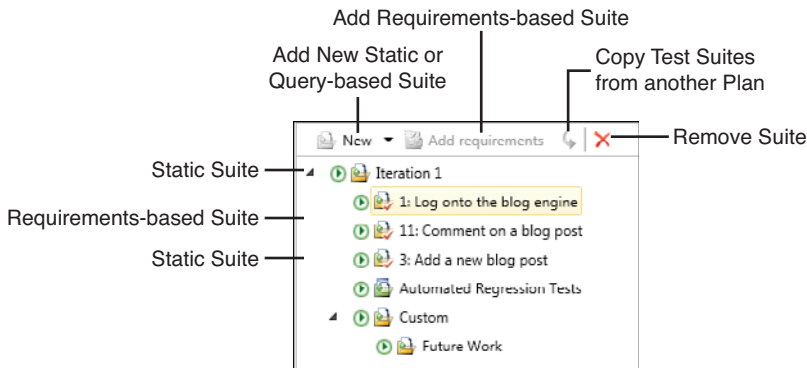 Add Requirements-based Suite
Add New Static or
Query-based Suite
Copy Test Suites
from another Plan
New
Add requirements
Remove Suite
Static Suite
Iteration 1
1: Log onto the blog engine
Requirements-based Suite
11: Comment on a blog post
Static Suite
3: Add a new blog post
Automated Regression Tests
Custom
Future Work